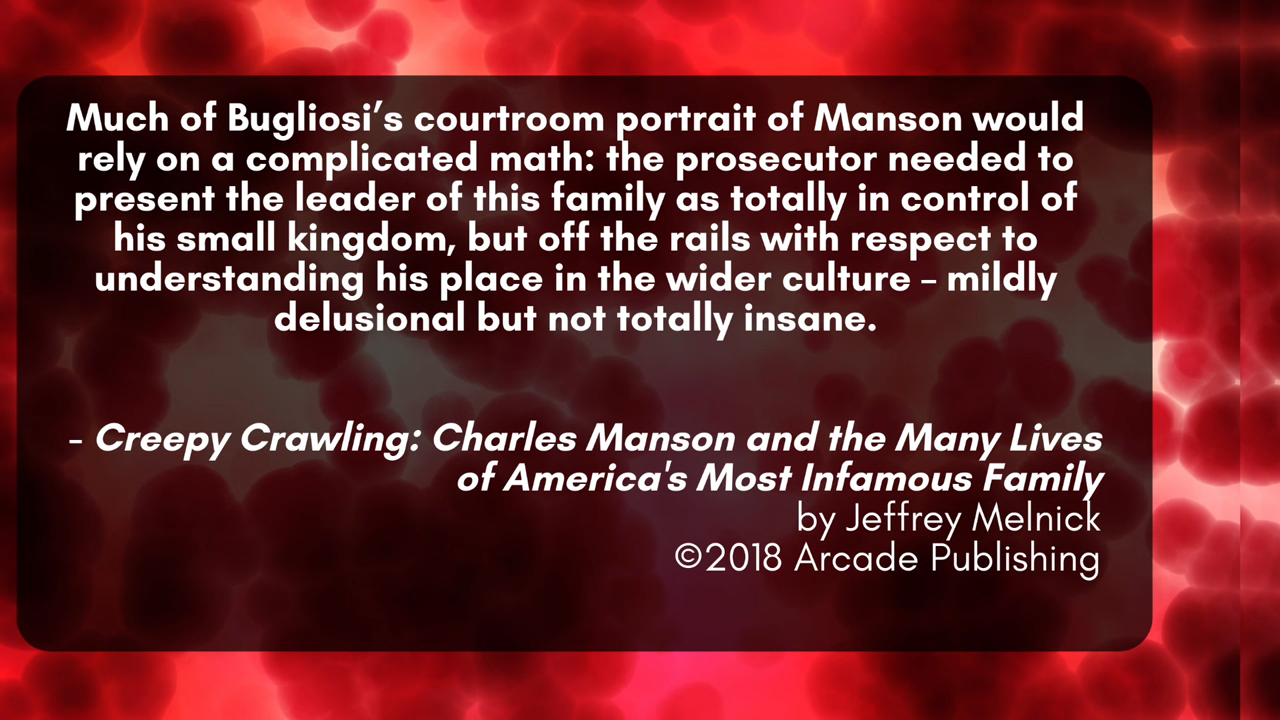 Much of Bugliosi’s courtroom portrait of Manson would
rely on a complicated math: the prosecutor needed to
present the leader of this family as totally in control of
his small kingdom, but off the rails with respect to
understanding his place in the wider culture – mildly
delusional but not totally insane.
- Creepy Crawling: Charles Manson and the Many Lives
of America's Most Infamous Family
by Jeffrey Melnick
©2018 Arcade Publishing